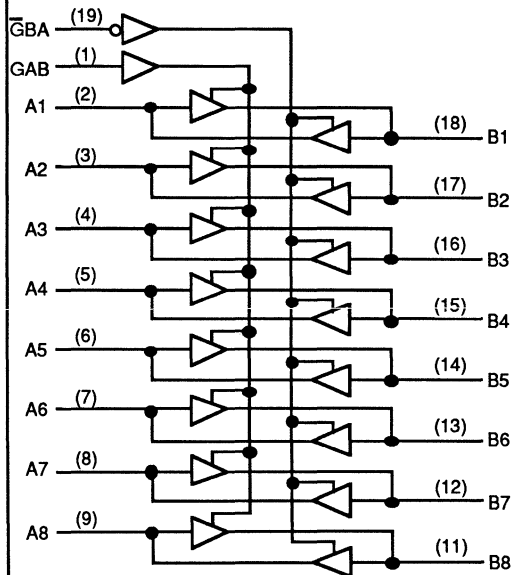 G̅BA (19)
GAB (1)
A1 (2)
(18) B1
A2 (3)
(17) B2
A3 (4)
(16) B3
A4 (5)
(15) B4
A5 (6)
(14) B5
A6 (7)
(13) B6
A7 (8)
(12) B7
A8 (9)
(11) B8